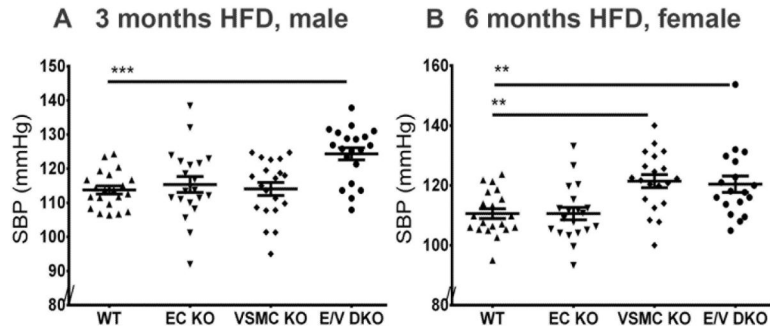 A 3 months HFD, male
SBP (mmHg)
150
140
130
120
110
100
90
80
***
WT EC KO VSMC KO E/V DKO
B 6 months HFD, female
SBP (mmHg)
160
140
120
100
80
**
**
WT EC KO VSMC KO E/V DKO